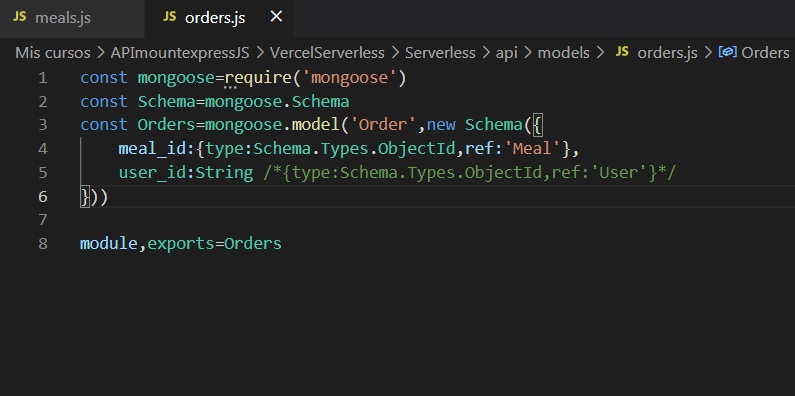 JS meals.js JS orders.js ×
Mis cursos > APImountexpressJS > VercelServerless > Serverless > api > models > JS orders.js > Orders
1 const mongoose=require('mongoose')
2 const Schema=mongoose.Schema
3 const Orders=mongoose.model('Order',new Schema({
4 meal_id:{type:Schema.Types.ObjectId,ref:'Meal'},
5 user_id:String /*{type:Schema.Types.ObjectId,ref:'User'}*/
6 }))
7
8 module,exports=Orders